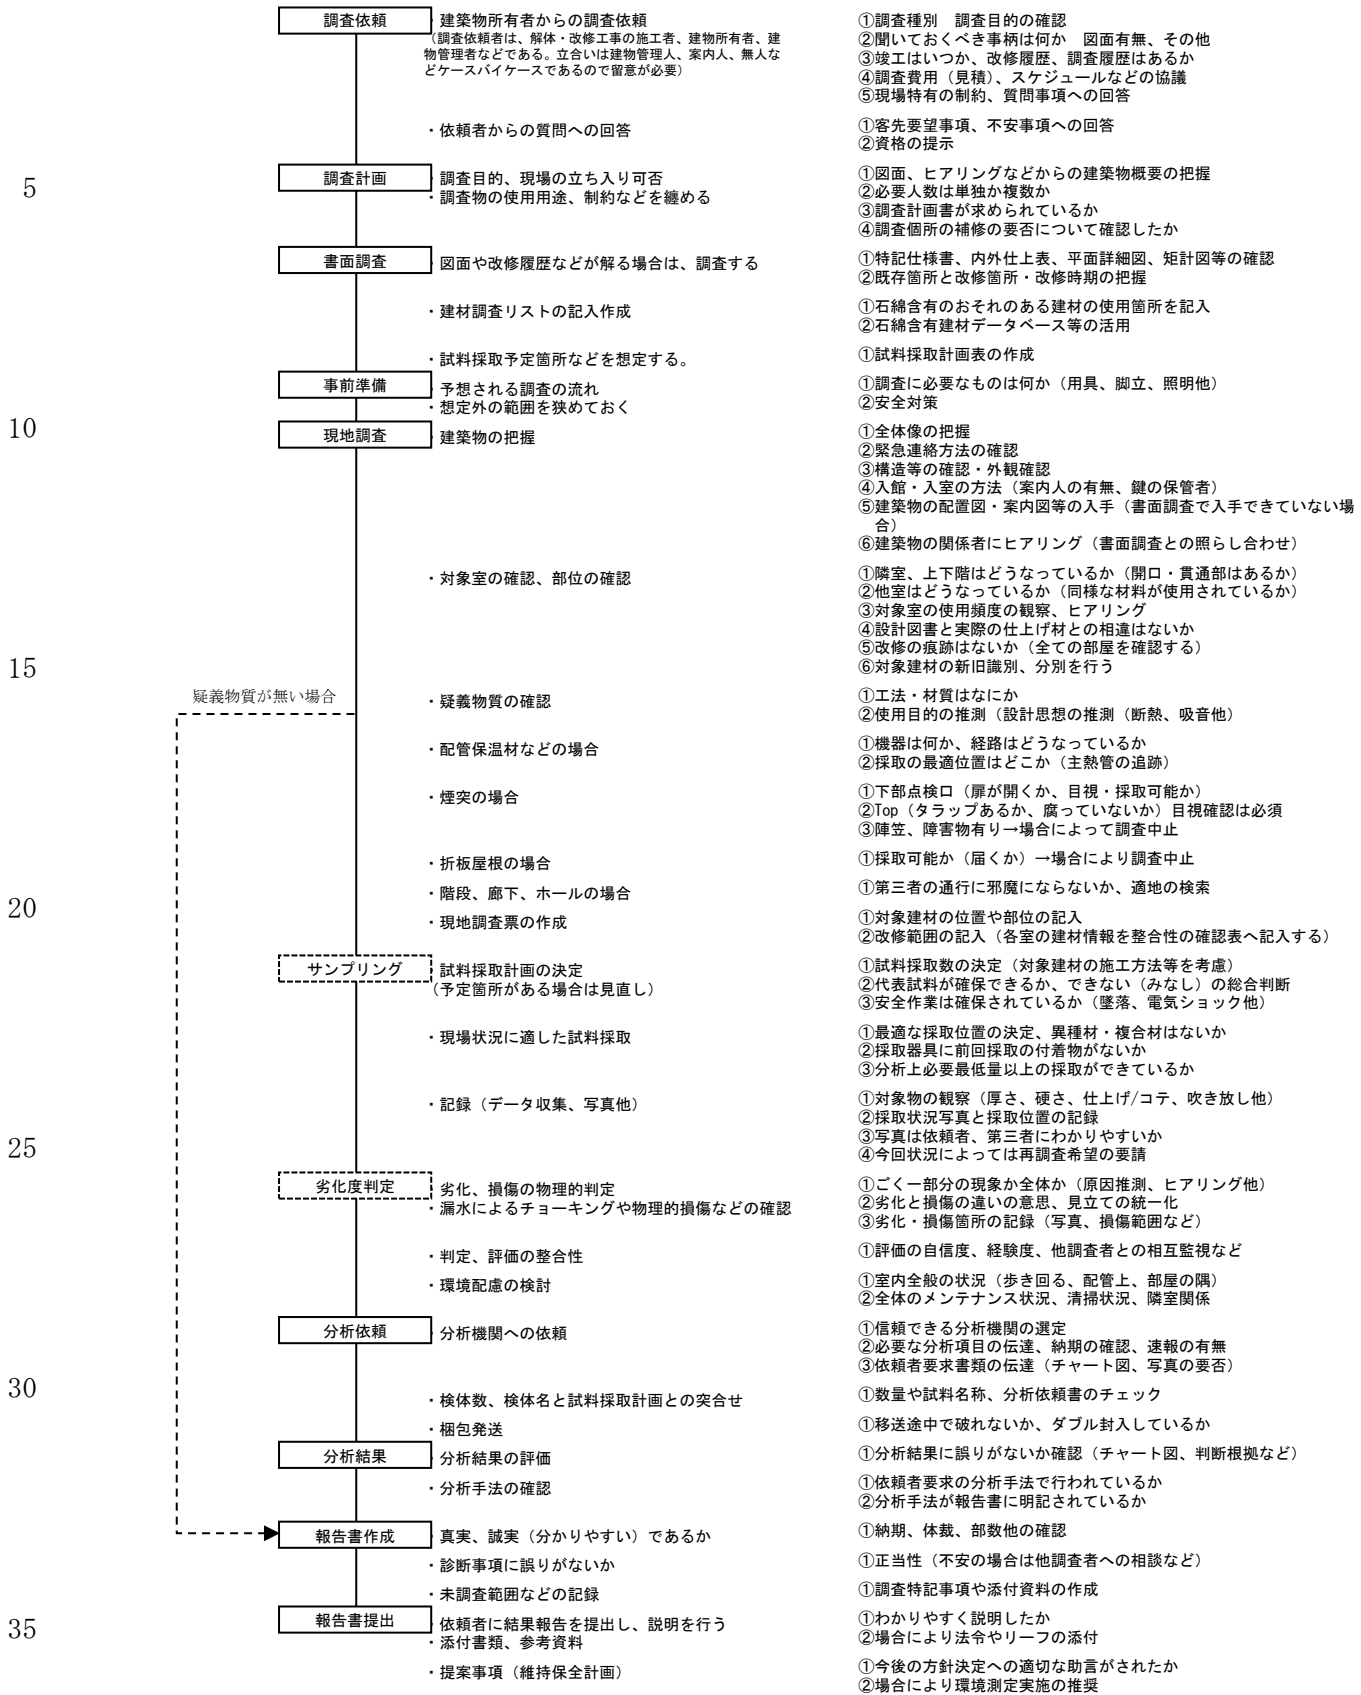 調査依頼
・建築物所有者からの調査依頼
（調査依頼者は、解体・改修工事の施工者、建物所有者、建
物管理者などである。立合いは建物管理人、案内人、無人な
どケースバイケースであるので留意が必要）
①調査種別　調査目的の確認
②聞いておくべき事柄は何か　図面有無、その他
③竣工はいつか、改修履歴、調査履歴はあるか
④調査費用（見積）、スケジュールなどの協議
⑤現場特有の制約、質問事項への回答
・依頼者からの質問への回答
①客先要望事項、不安事項への回答
②資格の提示
5
調査計画
・調査目的、現場の立ち入り可否
・調査物の使用用途、制約などを纏める
①図面、ヒアリングなどからの建築物概要の把握
②必要人数は単独か複数か
③調査計画書が求められているか
④調査個所の補修の要否について確認したか
書面調査
・図面や改修履歴などが解る場合は、調査する
①特記仕様書、内外仕上表、平面詳細図、矩計図等の確認
②既存箇所と改修箇所・改修時期の把握
・建材調査リストの記入作成
①石綿含有のおそれのある建材の使用箇所を記入
②石綿含有建材データベース等の活用
・試料採取予定箇所などを想定する。
①試料採取計画表の作成
事前準備
・予想される調査の流れ
・想定外の範囲を狭めておく
①調査に必要なものは何か（用具、脚立、照明他）
②安全対策
10
現地調査
・建築物の把握
①全体像の把握
②緊急連絡方法の確認
③構造等の確認・外観確認
④入館・入室の方法（案内人の有無、鍵の保管者）
⑤建築物の配置図・案内図等の入手（書面調査で入手できていない場
合）
⑥建築物の関係者にヒアリング（書面調査との照らし合わせ）
・対象室の確認、部位の確認
①隣室、上下階はどうなっているか（開口・貫通部はあるか）
②他室はどうなっているか（同様な材料が使用されているか）
③対象室の使用頻度の観察、ヒアリング
④設計図書と実際の仕上げ材との相違はないか
⑤改修の痕跡はないか（全ての部屋を確認する）
⑥対象建材の新旧識別、分別を行う
15
疑義物質が無い場合
・疑義物質の確認
①工法・材質はなにか
②使用目的の推測（設計思想の推測（断熱、吸音他）
・配管保温材などの場合
①機器は何か、経路はどうなっているか
②採取の最適位置はどこか（主熱管の追跡）
・煙突の場合
①下部点検口（扉が開くか、目視・採取可能か）
②Top（タラップあるか、腐っていないか）目視確認は必須
③陣笠、障害物有り→場合によって調査中止
・折板屋根の場合
①採取可能か（届くか）→場合により調査中止
・階段、廊下、ホールの場合
①第三者の通行に邪魔にならないか、適地の検索
20
・現地調査票の作成
①対象建材の位置や部位の記入
②改修範囲の記入（各室の建材情報を整合性の確認表へ記入する）
サンプリング
・試料採取計画の決定
（予定箇所がある場合は見直し）
①試料採取数の決定（対象建材の施工方法等を考慮）
②代表試料が確保できるか、できない（みなし）の総合判断
③安全作業は確保されているか（墜落、電気ショック他）
・現場状況に適した試料採取
①最適な採取位置の決定、異種材・複合材はないか
②採取器具に前回採取の付着物がないか
③分析上必要最低量以上の採取ができているか
・記録（データ収集、写真他）
①対象物の観察（厚さ、硬さ、仕上げ/コテ、吹き放し他）
②採取状況写真と採取位置の記録
③写真は依頼者、第三者にわかりやすいか
④今回状況によっては再調査希望の要請
25
劣化度判定
・劣化、損傷の物理的判定
・漏水によるチョーキングや物理的損傷などの確認
①ごく一部分の現象か全体か（原因推測、ヒアリング他）
②劣化と損傷の違いの意思、見立ての統一化
③劣化・損傷箇所の記録（写真、損傷範囲など）
・判定、評価の整合性
①評価の自信度、経験度、他調査者との相互監視など
・環境配慮の検討
①室内全般の状況（歩き回る、配管上、部屋の隅）
②全体のメンテナンス状況、清掃状況、隣室関係
分析依頼
・分析機関への依頼
①信頼できる分析機関の選定
②必要な分析項目の伝達、納期の確認、速報の有無
③依頼者要求書類の伝達（チャート図、写真の要否）
30
・検体数、検体名と試料採取計画との突合せ
①数量や試料名称、分析依頼書のチェック
・梱包発送
①移送途中で破れないか、ダブル封入しているか
分析結果
・分析結果の評価
①分析結果に誤りがないか確認（チャート図、判断根拠など）
・分析手法の確認
①依頼者要求の分析手法で行われているか
②分析手法が報告書に明記されているか
報告書作成
・真実、誠実（分かりやすい）であるか
①納期、体裁、部数他の確認
・診断事項に誤りがないか
①正当性（不安の場合は他調査者への相談など）
・未調査範囲などの記録
①調査特記事項や添付資料の作成
35
報告書提出
・依頼者に結果報告を提出し、説明を行う
・添付書類、参考資料
①わかりやすく説明したか
②場合により法令やリーフの添付
・提案事項（維持保全計画）
①今後の方針決定への適切な助言がされたか
②場合により環境測定実施の推奨